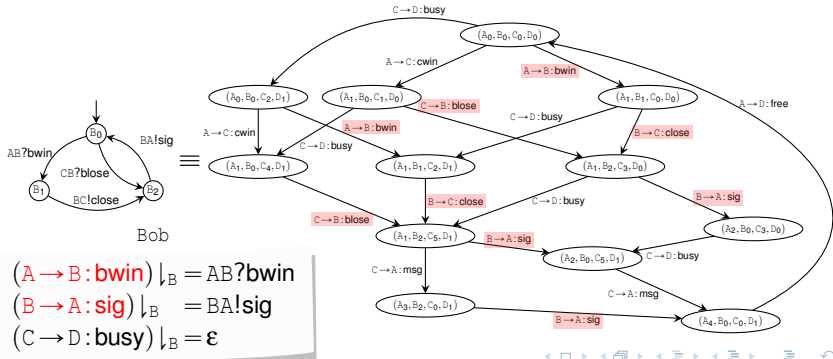 C→D:busy
(A₀,B₀,C₀,D₀)
A→C:cwin
A→B:bwin
A→D:free
(A₀,B₀,C₂,D₁)
(A₁,B₀,C₁,D₀)
(A₁,B₁,C₀,D₀)
C→B:blose
A→C:cwin
A→B:bwin
C→D:busy
C→D:busy
B→C:close
B₀
AB?bwin
BA!sig
CB?blose
B₁
B₂
BC!close
Bob
≡
(A₁,B₀,C₄,D₁)
(A₁,B₁,C₂,D₁)
(A₁,B₂,C₃,D₀)
C→B:blose
B→C:close
C→D:busy
B→A:sig
(A₁,B₂,C₅,D₁)
(A₂,B₀,C₃,D₀)
B→A:sig
(A₂,B₀,C₅,D₁)
C→D:busy
C→A:msg
C→A:msg
(A₃,B₂,C₀,D₁)
B→A:sig
(A₄,B₀,C₀,D₁)
(A→B:bwin)⇂B = AB?bwin
(B→A:sig)⇂B = BA!sig
(C→D:busy)⇂B = ε